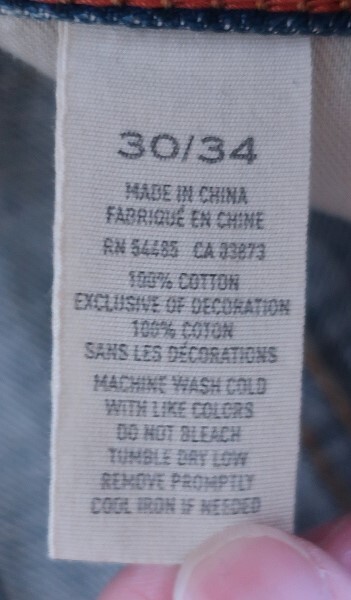 30/34
MADE IN CHINA
FABRIQUÉ EN CHINE
RN 54485 CA 03873
100% COTTON
EXCLUSIVE OF DECORATION
100% COTON
SANS LES DÉCORATIONS
MACHINE WASH COLD
WITH LIKE COLORS
DO NOT BLEACH
TUMBLE DRY LOW
REMOVE PROMPTLY
COOL IRON IF NEEDED